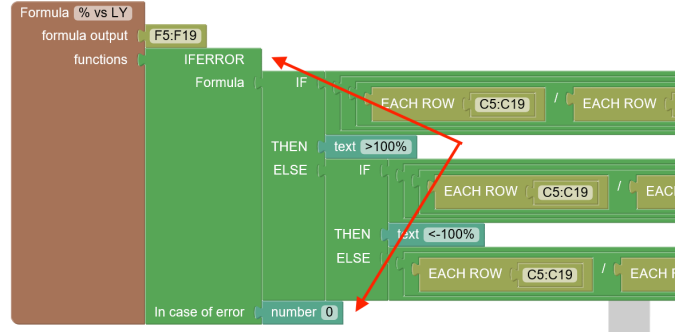 Formula % vs LY
formula output F5:F19
functions IFERROR
Formula IF
EACH ROW C5:C19 / EACH ROW
THEN text >100%
ELSE IF
EACH ROW C5:C19 / EAC
THEN text <-100%
ELSE
EACH ROW C5:C19 / EACH R
In case of error number 0